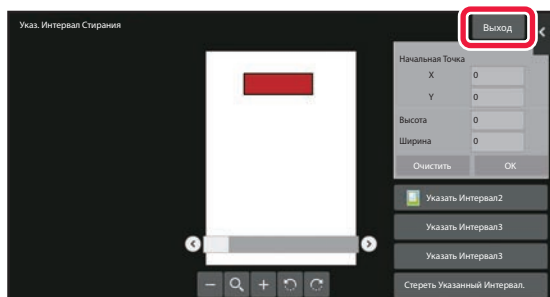 Указ. Интервал Стирания
Выход
Начальная Точка
X 0
Y 0
Высота 0
Ширина 0
Очистить OK
Указать Интервал2
Указать Интервал3
Указать Интервал3
Стереть Указанный Интервал.